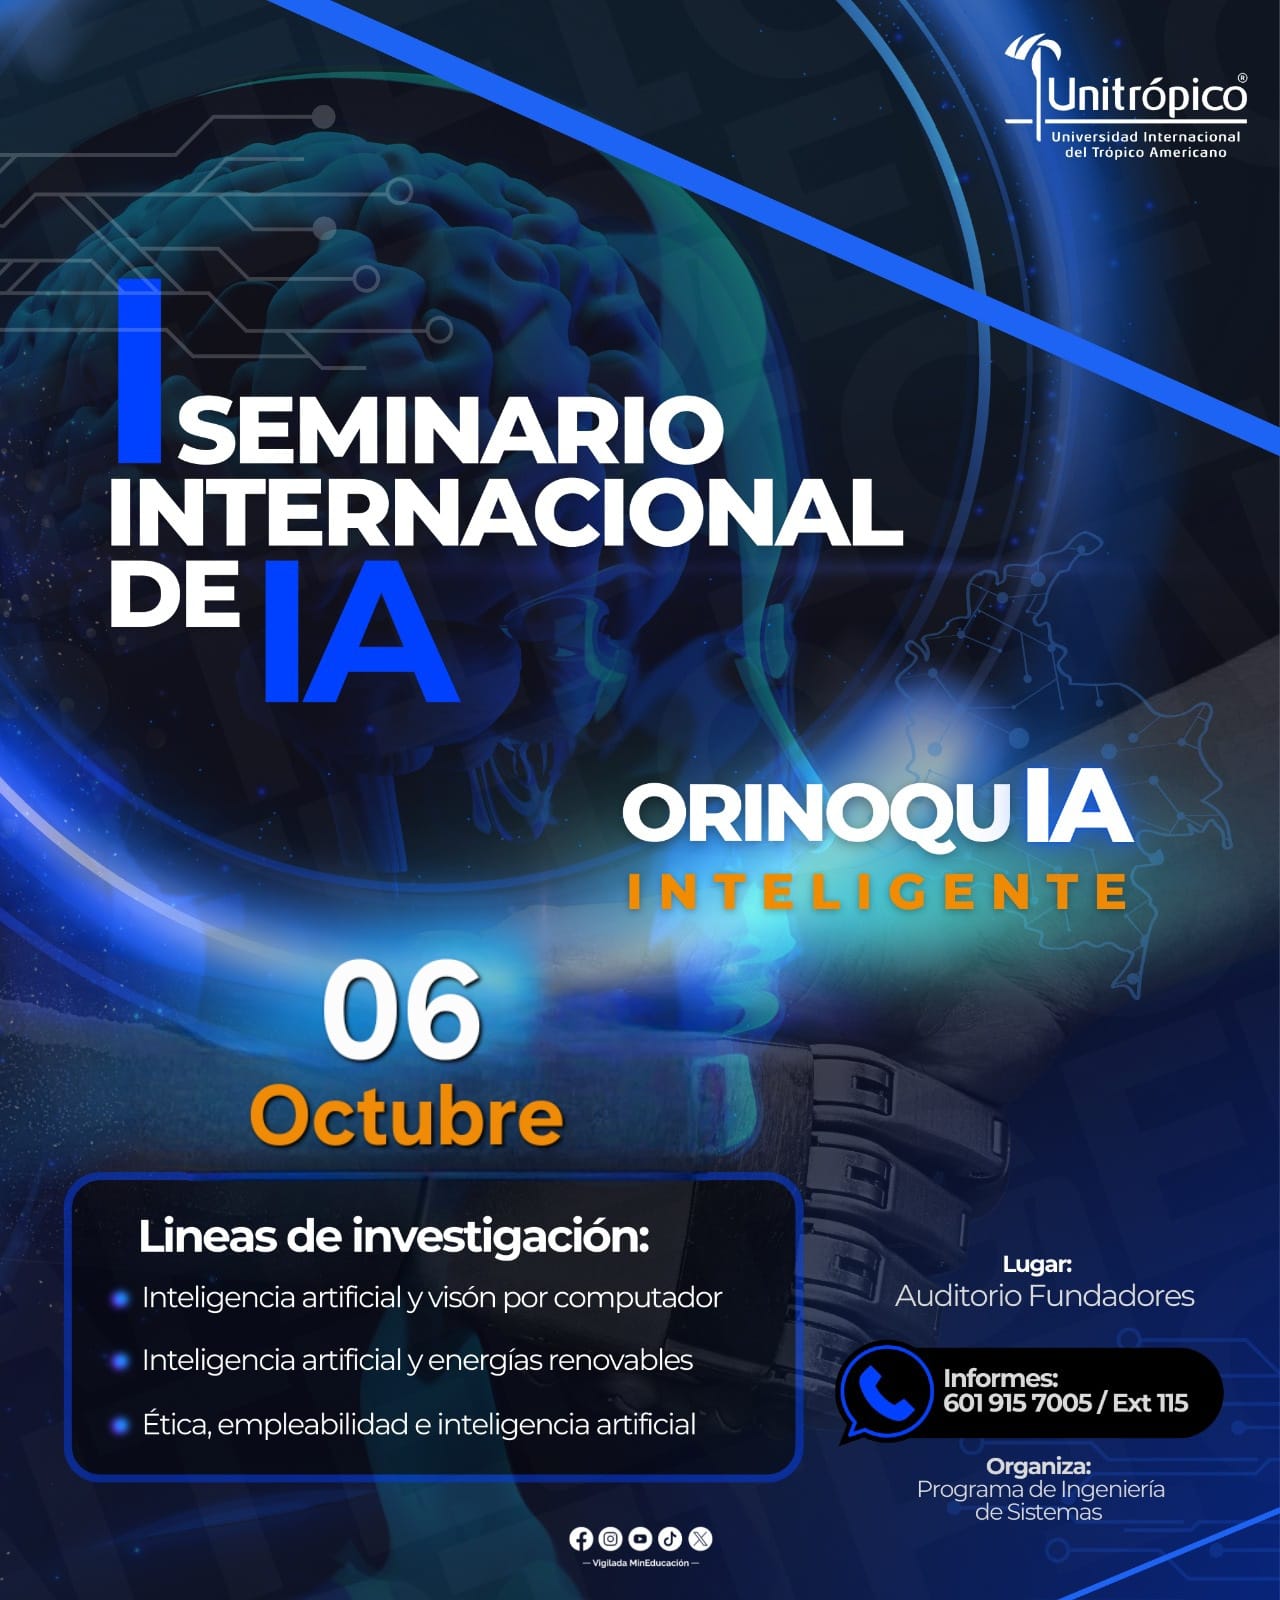 Unitrópico®
Universidad Internacional
del Trópico Americano
I SEMINARIO
INTERNACIONAL
DE IA
ORINOQUIA
INTELIGENTE
06
Octubre
Lineas de investigación:
Inteligencia artificial y visón por computador
Inteligencia artificial y energías renovables
Ética, empleabilidad e inteligencia artificial
Lugar:
Auditorio Fundadores
Informes:
601 915 7005 / Ext 115
Organiza:
Programa de Ingeniería
de Sistemas
— Vigilada MinEducación —